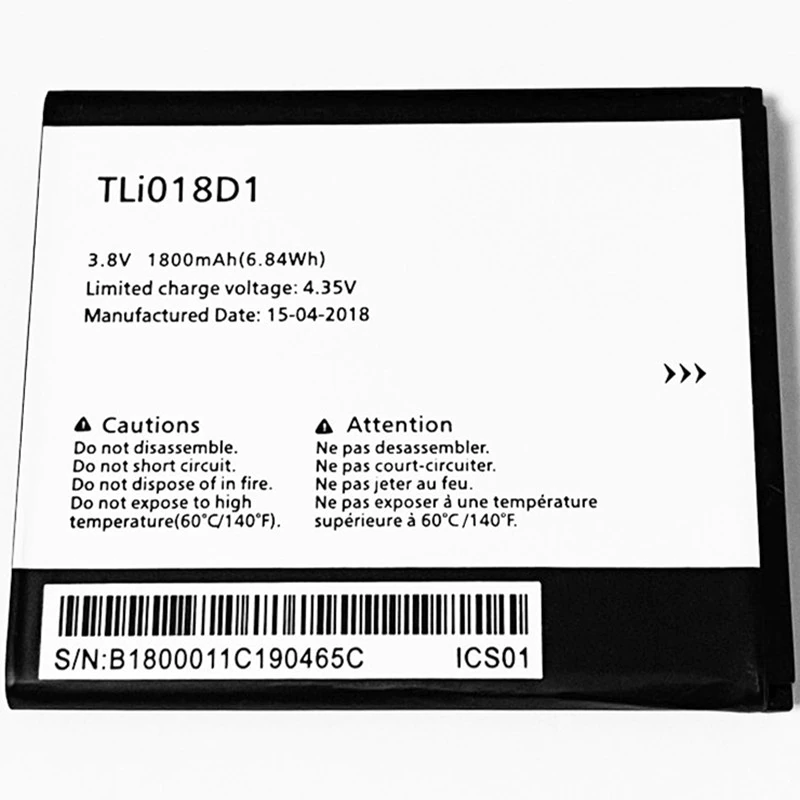 TLi018D1
3.8V 1800mAh(6.84Wh)
Limited charge voltage: 4.35V
Manufactured Date: 15-04-2018
Cautions
Do not disassemble.
Do not short circuit.
Do not dispose of in fire.
Do not expose to high
temperature(60°C/140°F).
Attention
Ne pas desassembler.
Ne pas court-circuiter.
Ne pas jeter au feu.
Ne pas exposer à une température
supérieure à 60°C/140°F.
S/N:B1800011C190465C ICS01